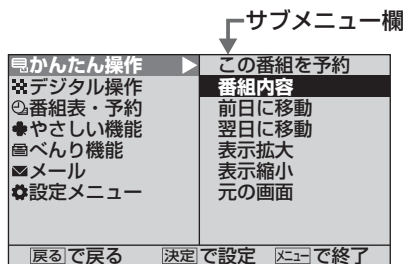 サブメニュー欄
かんたん操作
デジタル操作
番組表・予約
やさしい機能
べんり機能
メール
設定メニュー
この番組を予約
番組内容
前日に移動
翌日に移動
表示拡大
表示縮小
元の画面
戻るで戻る 決定で設定 メニューで終了